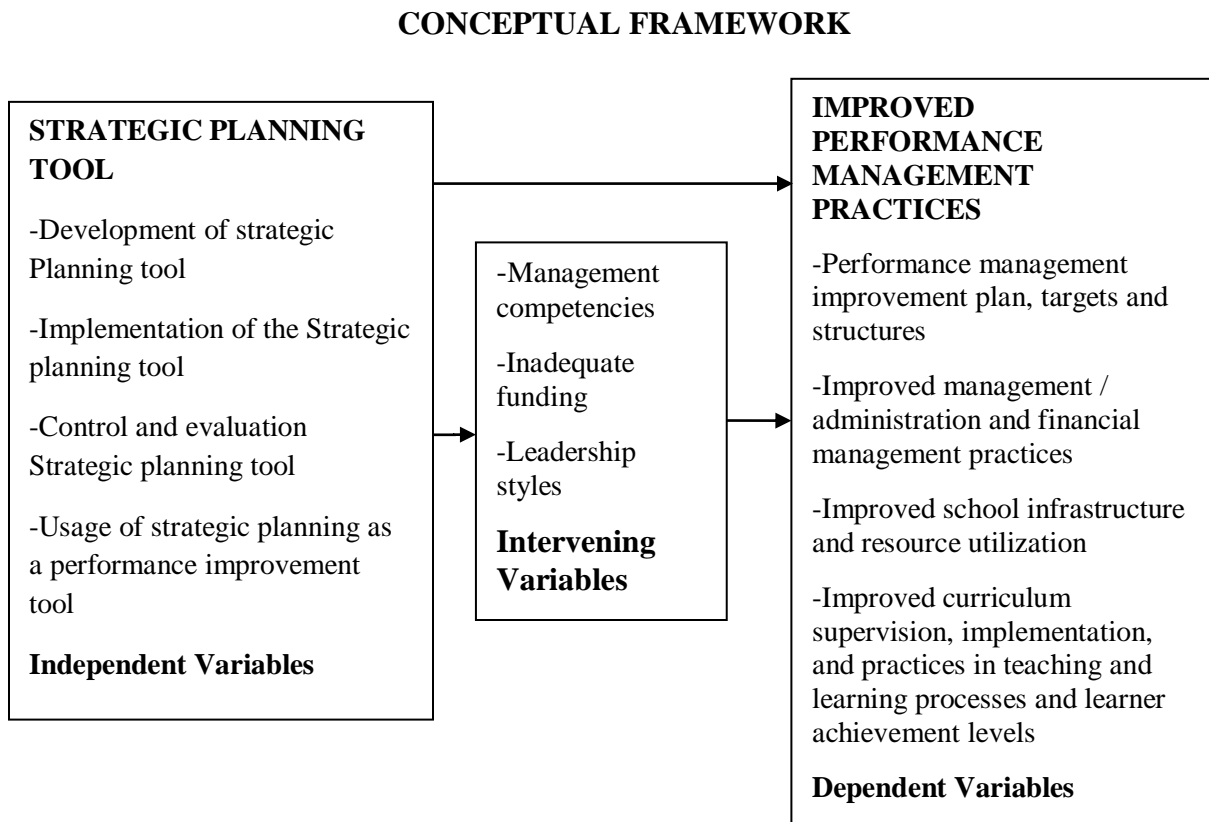 CONCEPTUAL FRAMEWORK
STRATEGIC PLANNING
TOOL
-Development of strategic
Planning tool
-Implementation of the Strategic
planning tool
-Control and evaluation
Strategic planning tool
-Usage of strategic planning as
a performance improvement
tool
Independent Variables
-Management
competencies
-Inadequate
funding
-Leadership
styles
Intervening
Variables
IMPROVED
PERFORMANCE
MANAGEMENT
PRACTICES
-Performance management
improvement plan, targets and
structures
-Improved management /
administration and financial
management practices
-Improved school infrastructure
and resource utilization
-Improved curriculum
supervision, implementation,
and practices in teaching and
learning processes and learner
achievement levels
Dependent Variables